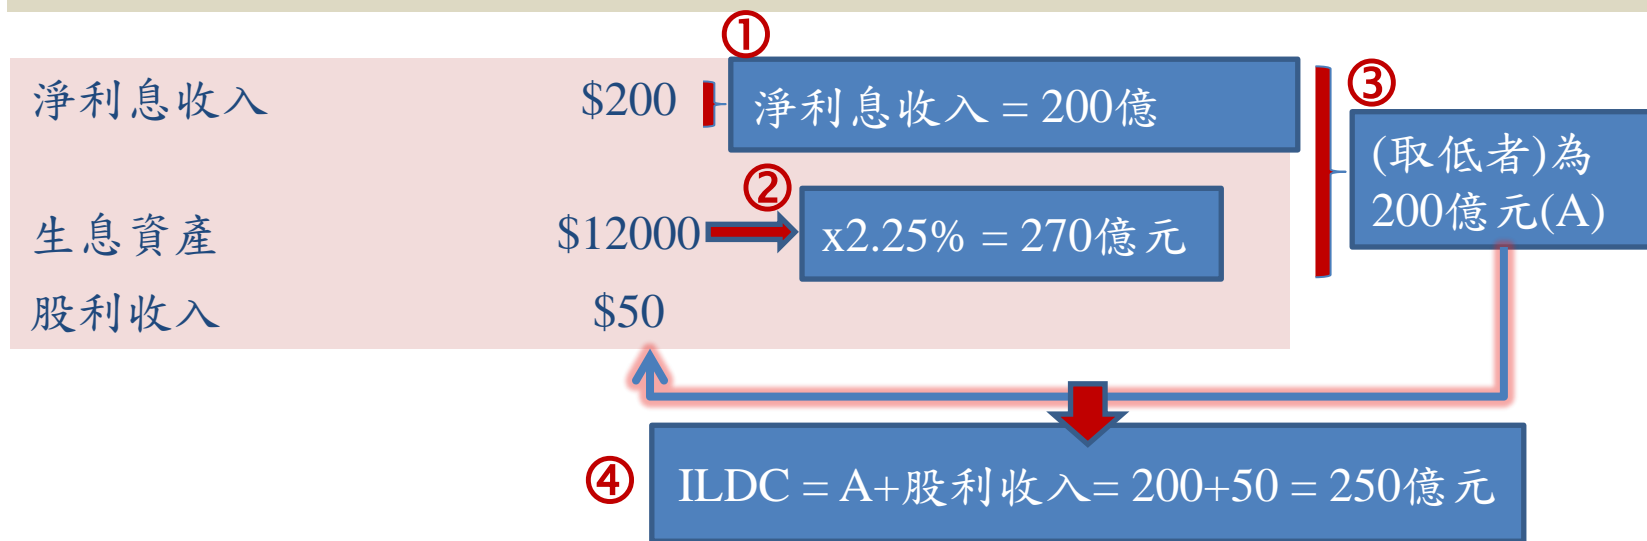 ①
淨利息收入 $200 淨利息收入 = 200億
③
(取低者)為
200億元(A)
②
生息資產 $12000 x2.25% = 270億元
股利收入 $50
④ ILDC = A+股利收入= 200+50 = 250億元